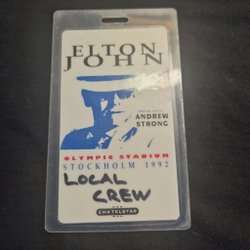 ELTON
JOHN
ANDREW
STRONG
OLYMPIC STADIUM
STOCKHOLM 1992
LOCAL
CREW